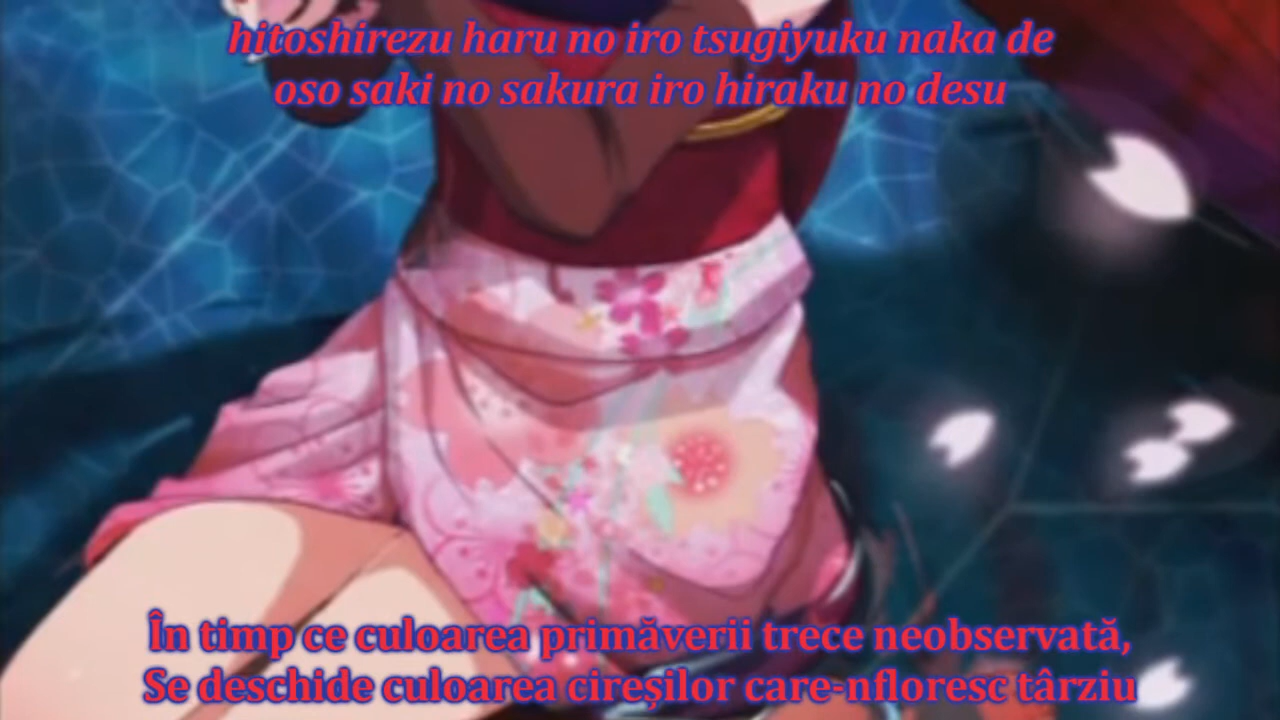 hitoshirezu haru no iro tsugiyuku naka de
oso saki no sakura iro hiraku no desu
În timp ce culoarea primăverii trece neobservată,
Se deschide culoarea cireșilor care-nfloresc târziu